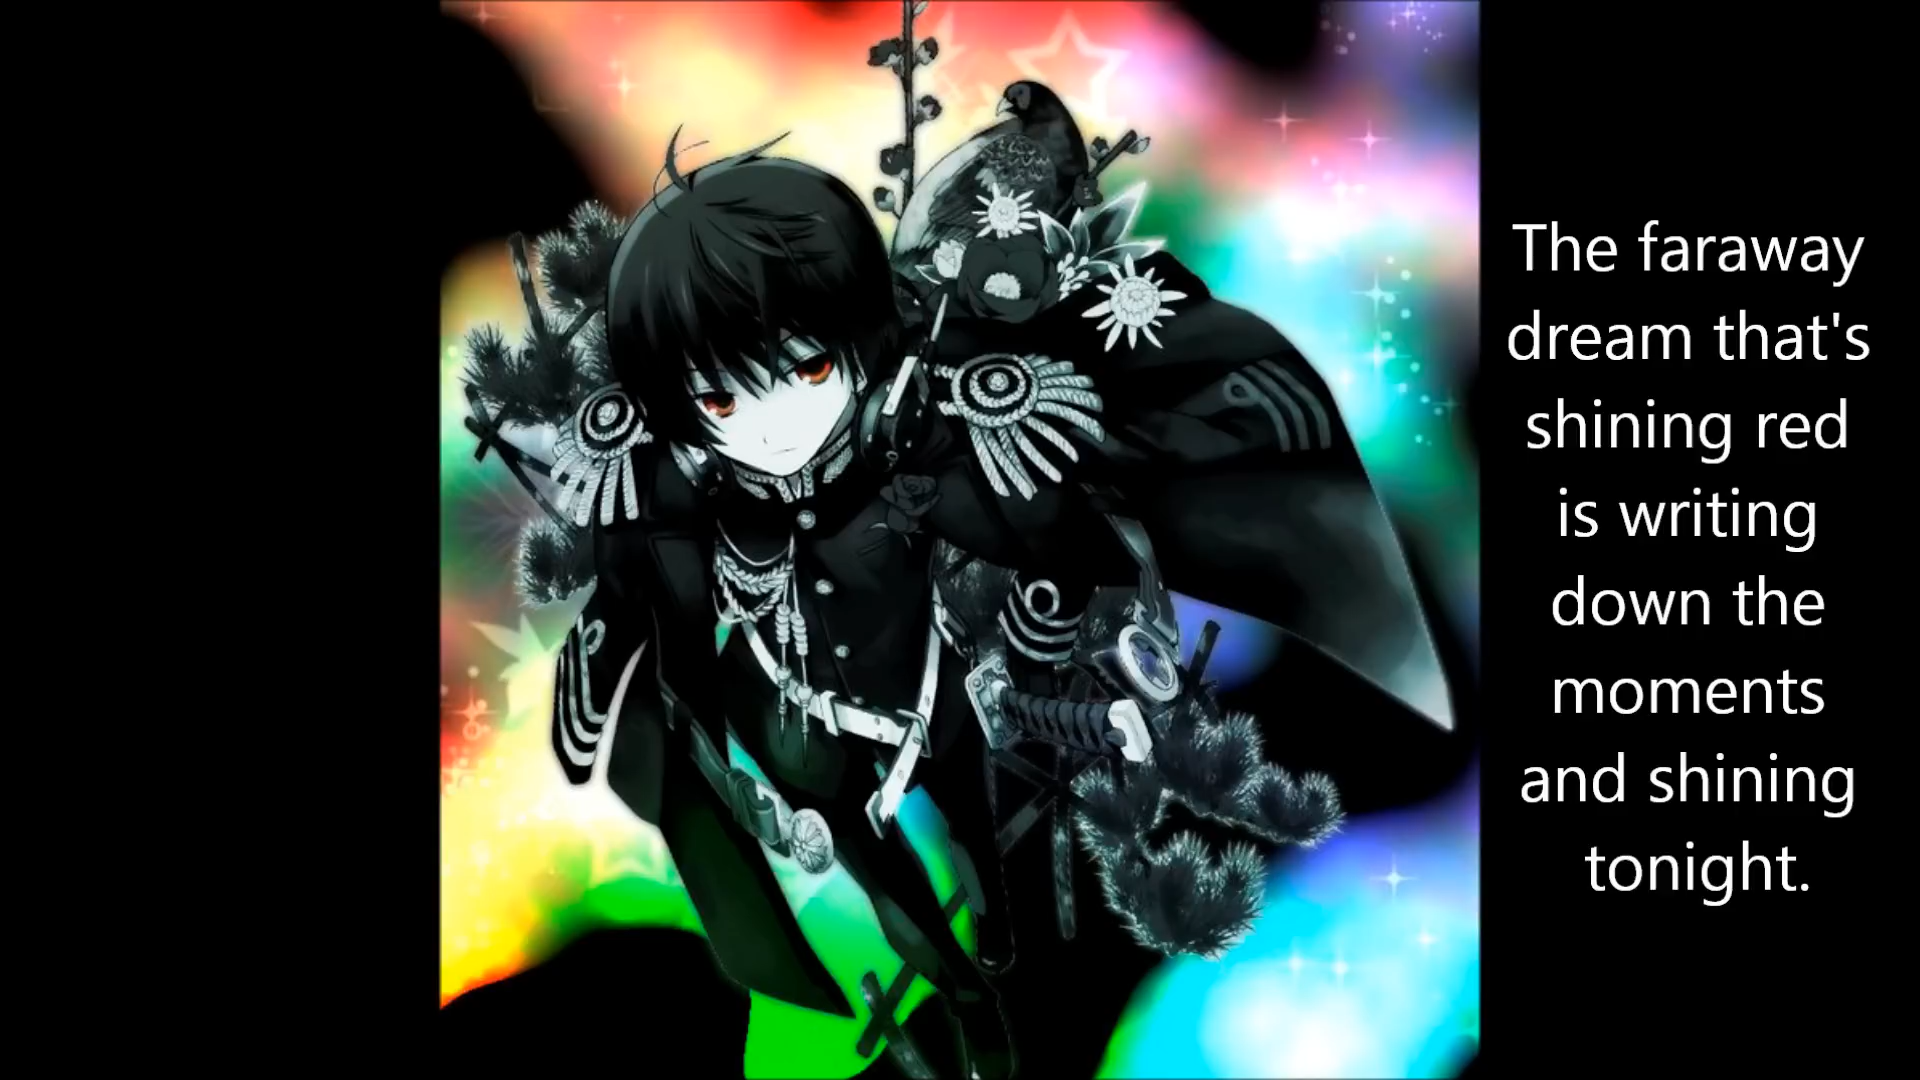 The faraway
dream that's
shining red
is writing
down the
moments
and shining
tonight.